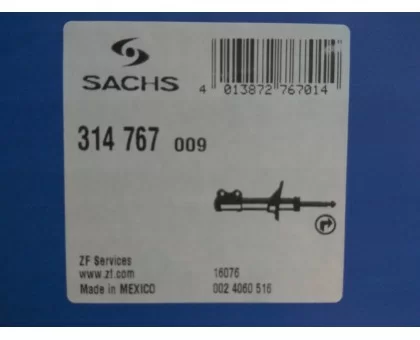 SACHS
4 013872 767014
314 767 009
ZF Services
www.zf.com
Made in MEXICO
16076
002 4060 516